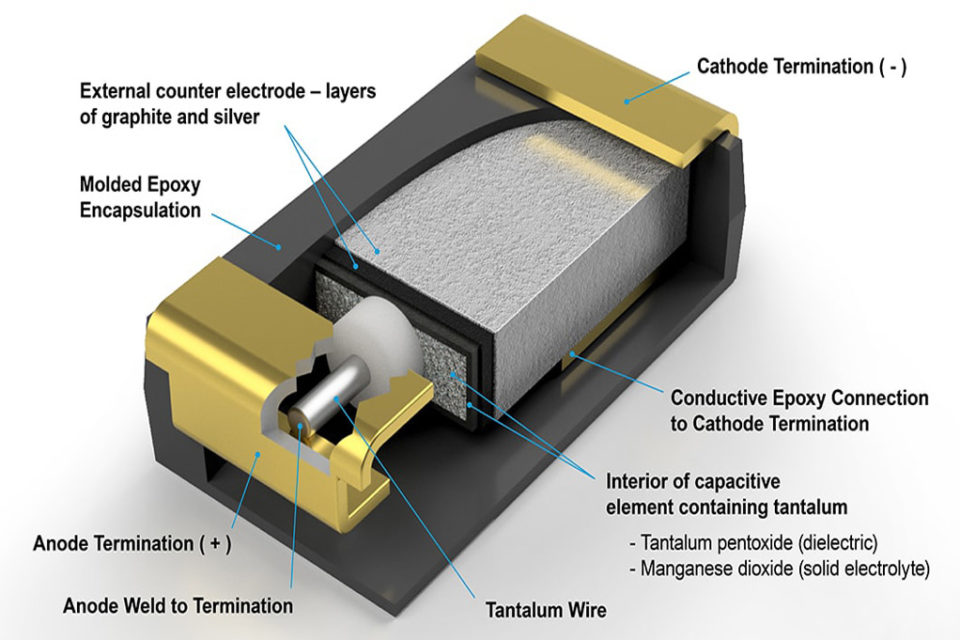 Cathode Termination ( - )
External counter electrode – layers
of graphite and silver
Molded Epoxy
Encapsulation
Conductive Epoxy Connection
to Cathode Termination
Interior of capacitive
element containing tantalum
- Tantalum pentoxide (dielectric)
- Manganese dioxide (solid electrolyte)
Anode Termination ( + )
Anode Weld to Termination
Tantalum Wire